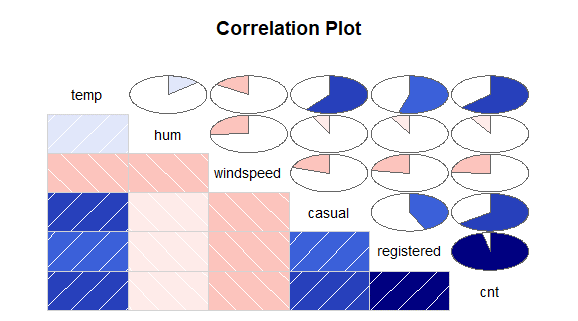 Correlation Plot
temp
hum
windspeed
casual
registered
cnt